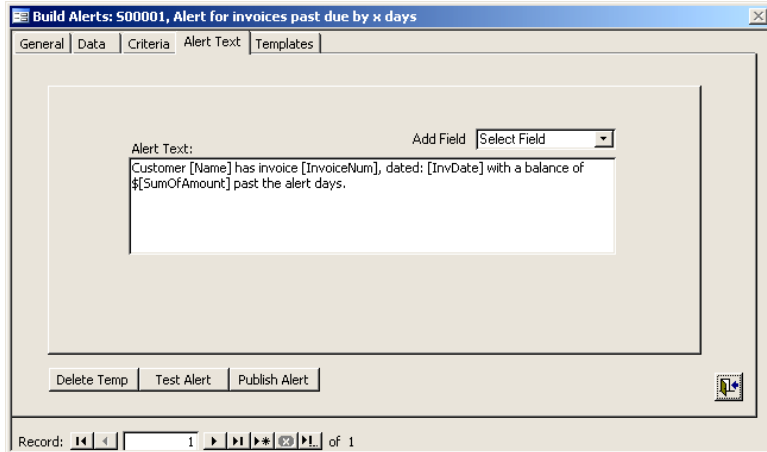 Build Alerts: S00001, Alert for invoices past due by x days
General Data Criteria Alert Text Templates
Add Field Select Field
Alert Text:
Customer [Name] has invoice [InvoiceNum], dated: [InvDate] with a balance of
$[SumOfAmount] past the alert days.
Delete Temp Test Alert Publish Alert
Record: 1 of 1